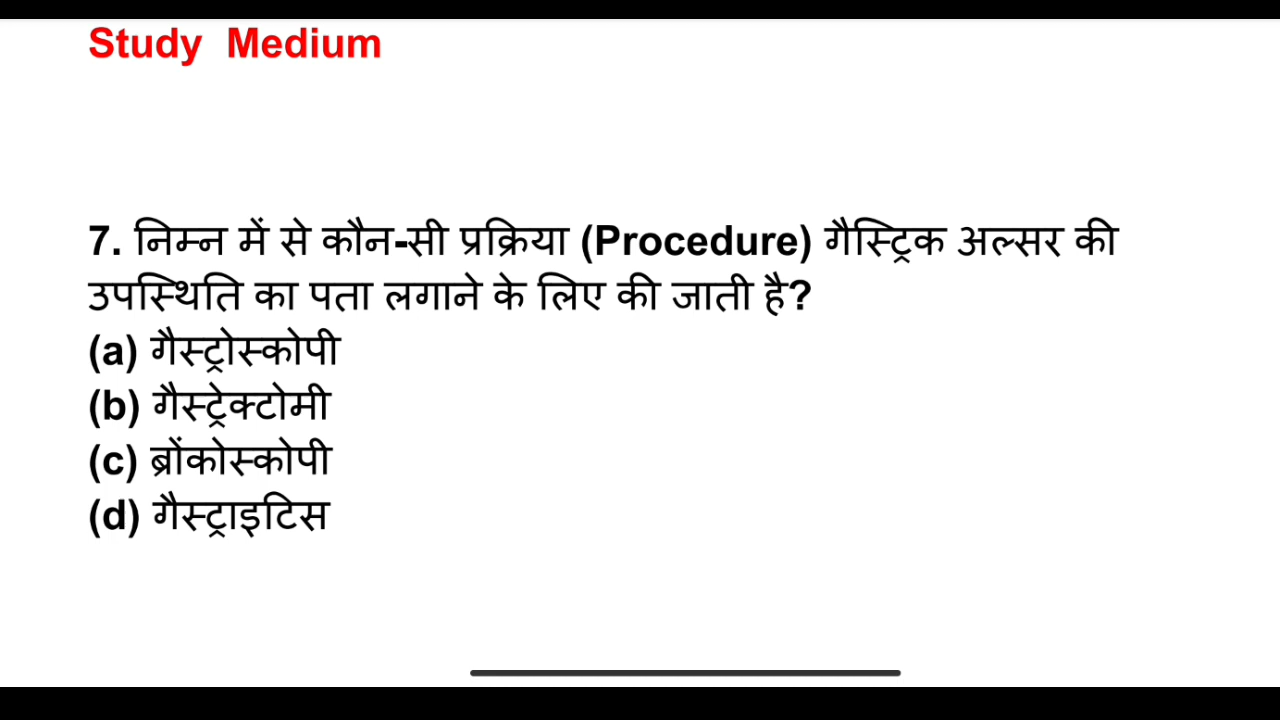 Study Medium
7. निम्न में से कौन-सी प्रक्रिया (Procedure) गैस्ट्रिक अल्सर की
उपस्थिति का पता लगाने के लिए की जाती है?
(a) गैस्ट्रोस्कोपी
(b) गैस्ट्रेक्टोमी
(c) ब्रोंकोस्कोपी
(d) गैस्ट्राइटिस